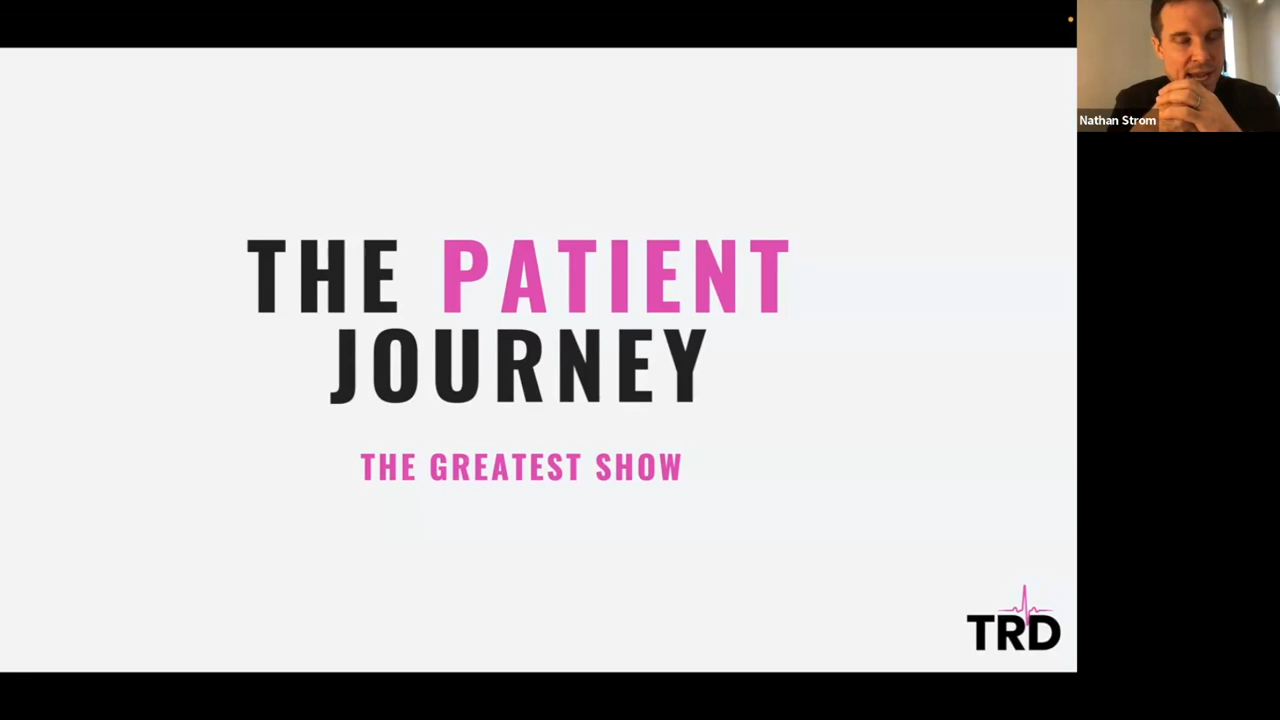 THE PATIENT
JOURNEY
THE GREATEST SHOW
TRD
Nathan Strom